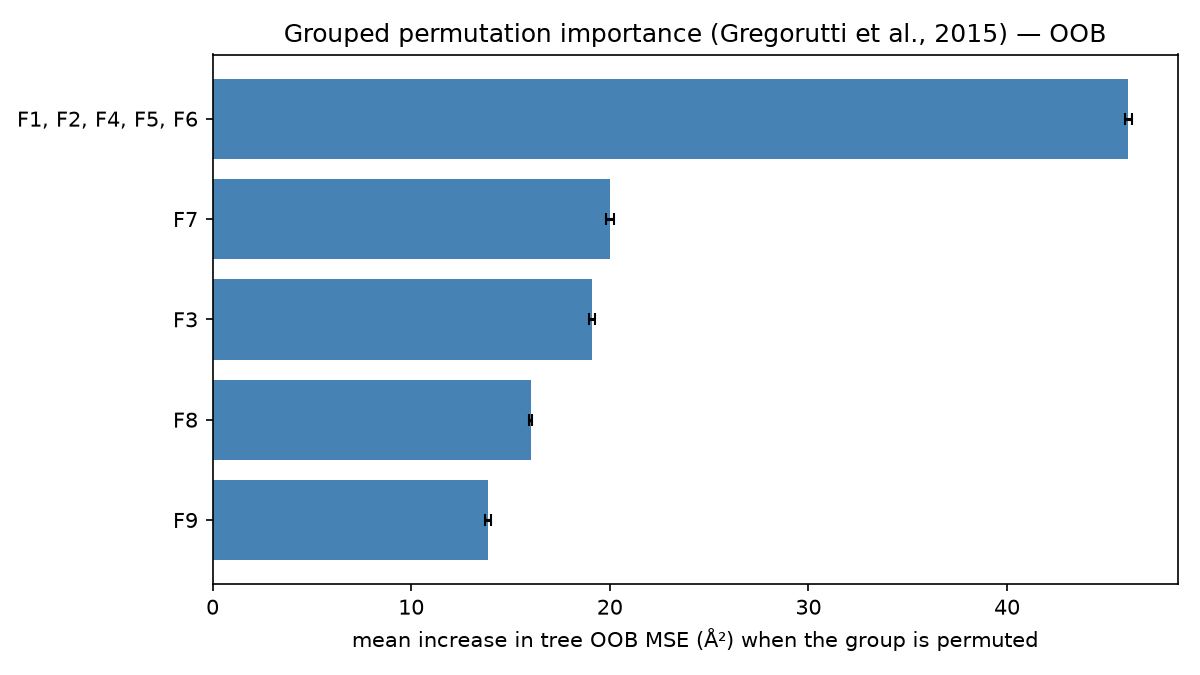 Grouped permutation importance (Gregorutti et al., 2015) — OOB
F1, F2, F4, F5, F6
F7
F3
F8
F9
0 10 20 30 40
mean increase in tree OOB MSE (Å²) when the group is permuted